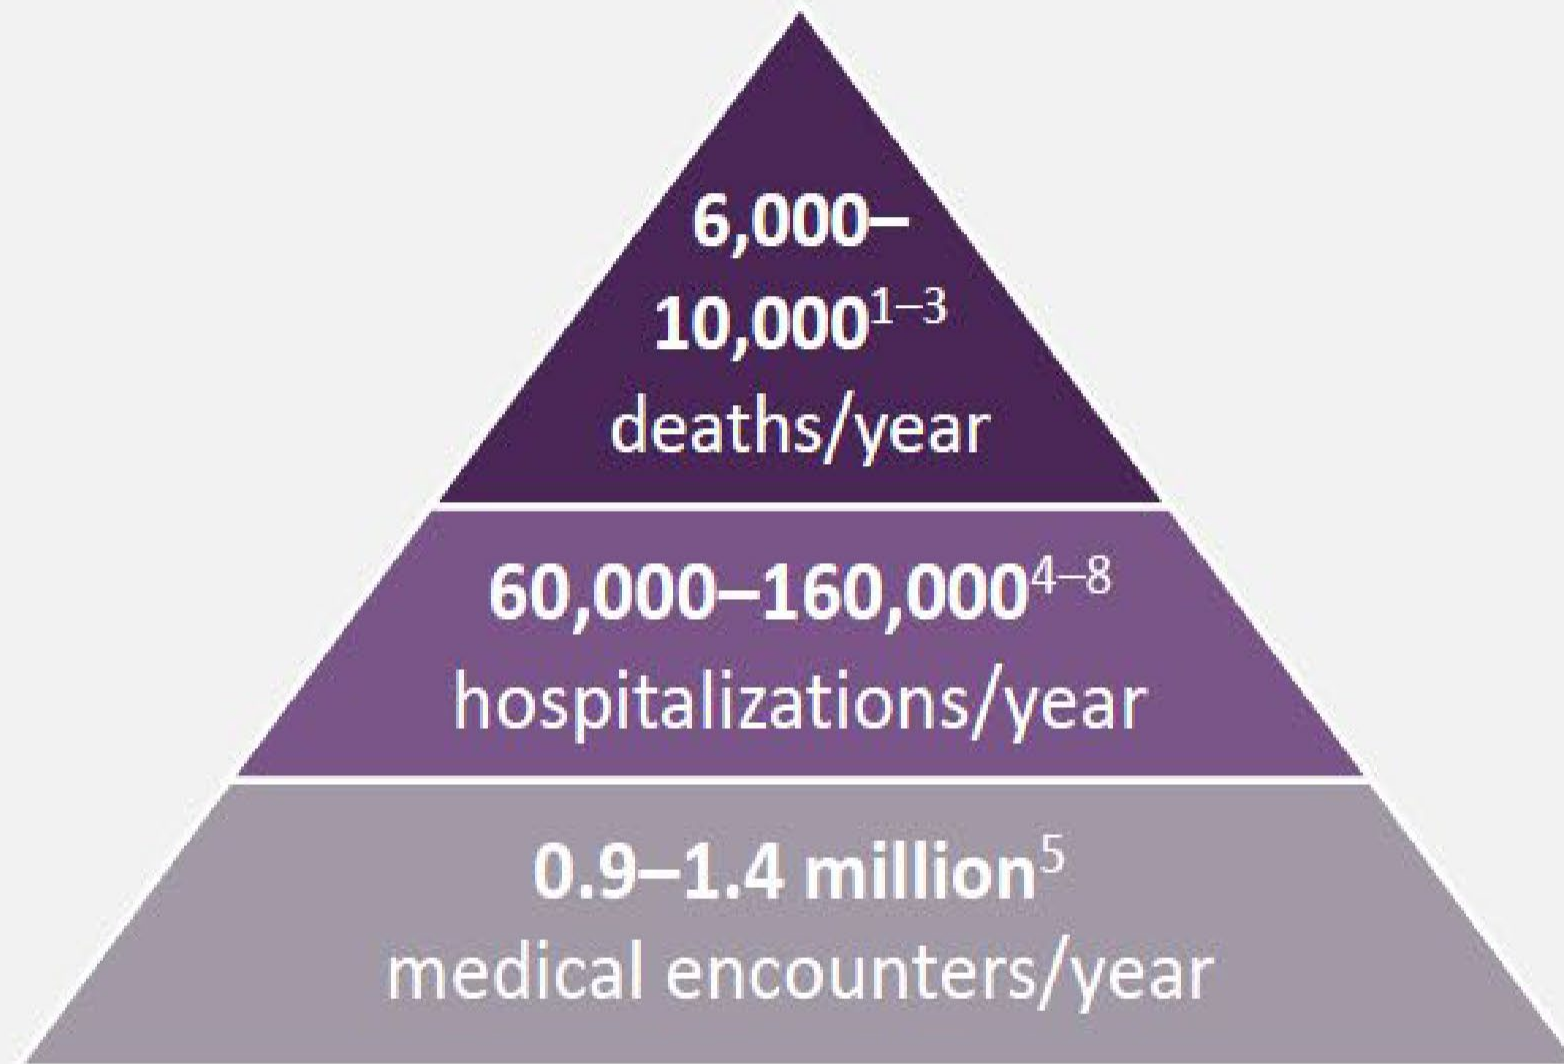 6,000–
10,000¹⁻³
deaths/year
60,000–160,000⁴⁻⁸
hospitalizations/year
0.9–1.4 million⁵
medical encounters/year